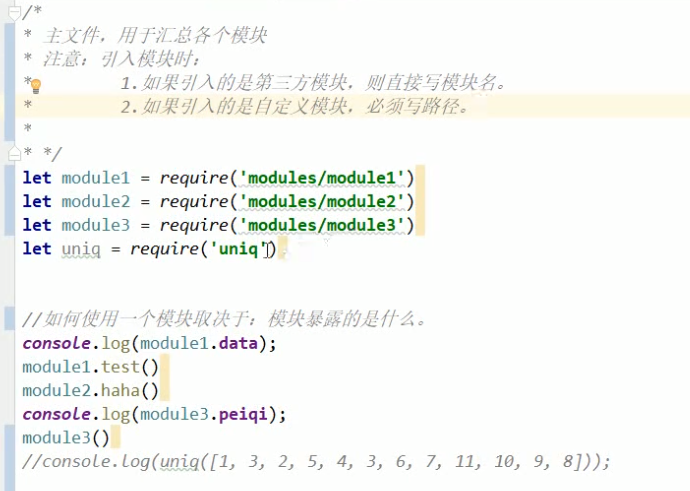 /*
* 主文件，用于汇总各个模块
* 注意：引入模块时：
* 1.如果引入的是第三方模块，则直接写模块名。
* 2.如果引入的是自定义模块，必须写路径。
*
* */
let module1 = require('modules/module1')
let module2 = require('modules/module2')
let module3 = require('modules/module3')
let uniq = require('uniq')
//如何使用一个模块取决于：模块暴露的是什么。
console.log(module1.data);
module1.test()
module2.haha()
console.log(module3.peiqi);
module3()
//console.log(uniq([1, 3, 2, 5, 4, 3, 6, 7, 11, 10, 9, 8]));